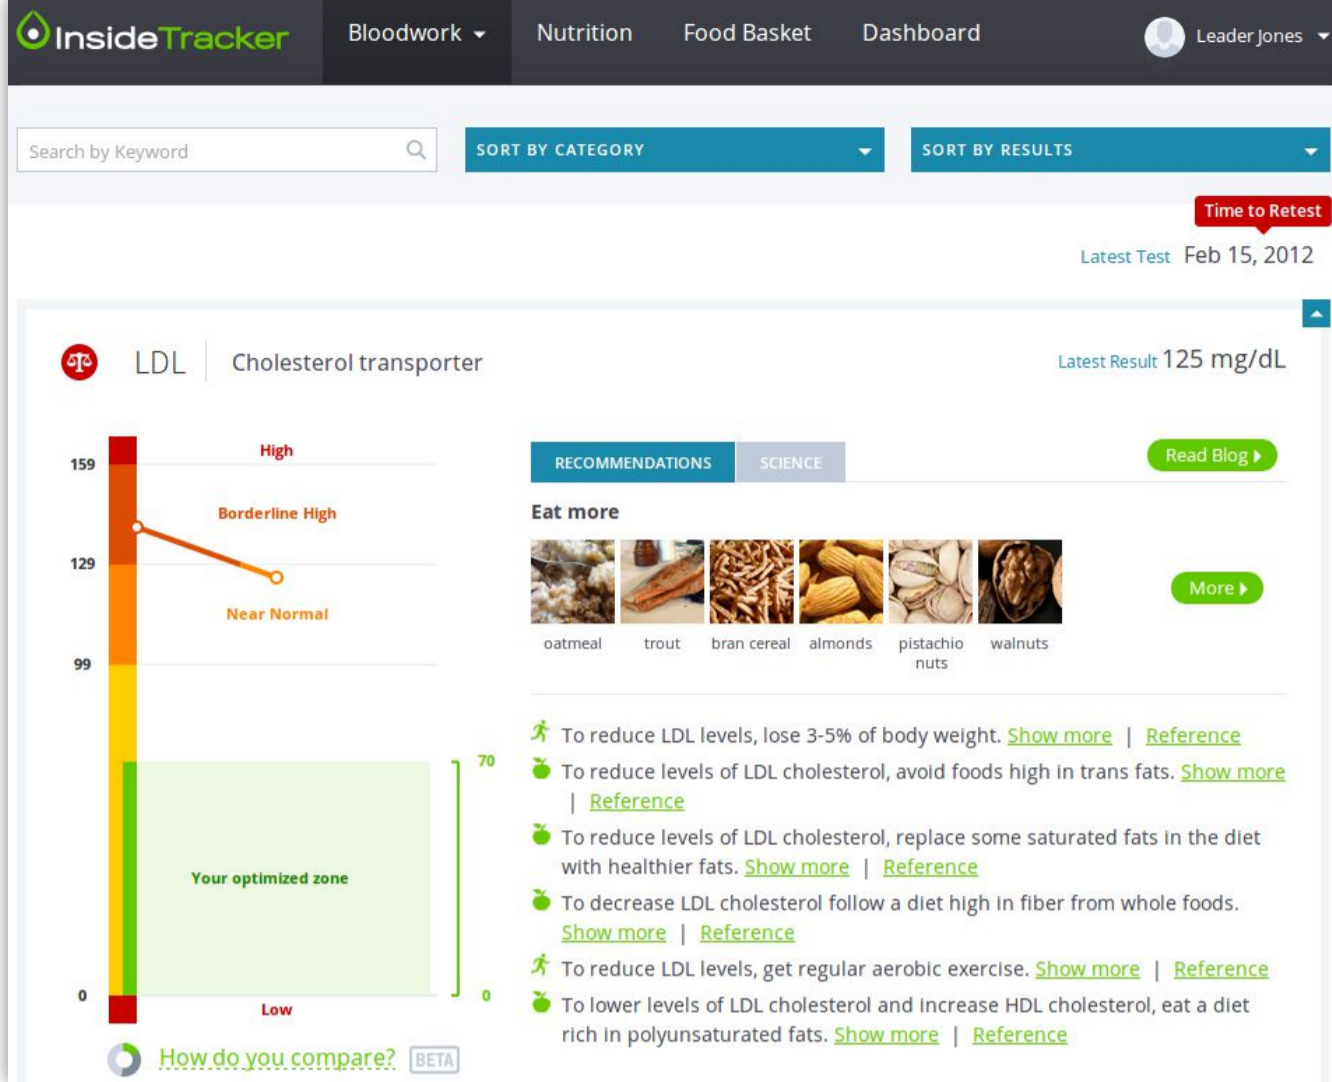 InsideTracker
Bloodwork
Nutrition
Food Basket
Dashboard
Leader Jones
Search by Keyword
SORT BY CATEGORY
SORT BY RESULTS
Time to Retest
Latest Test Feb 15, 2012
LDL
Cholesterol transporter
Latest Result 125 mg/dL
159
High
Borderline High
129
Near Normal
99
70
Your optimized zone
0
0
Low
How do you compare? BETA
RECOMMENDATIONS
SCIENCE
Read Blog
Eat more
oatmeal
trout
bran cereal
almonds
pistachio
nuts
walnuts
More
To reduce LDL levels, lose 3-5% of body weight. Show more | Reference
To reduce levels of LDL cholesterol, avoid foods high in trans fats. Show more
| Reference
To reduce levels of LDL cholesterol, replace some saturated fats in the diet
with healthier fats. Show more | Reference
To decrease LDL cholesterol follow a diet high in fiber from whole foods.
Show more | Reference
To reduce LDL levels, get regular aerobic exercise. Show more | Reference
To lower levels of LDL cholesterol and increase HDL cholesterol, eat a diet
rich in polyunsaturated fats. Show more | Reference